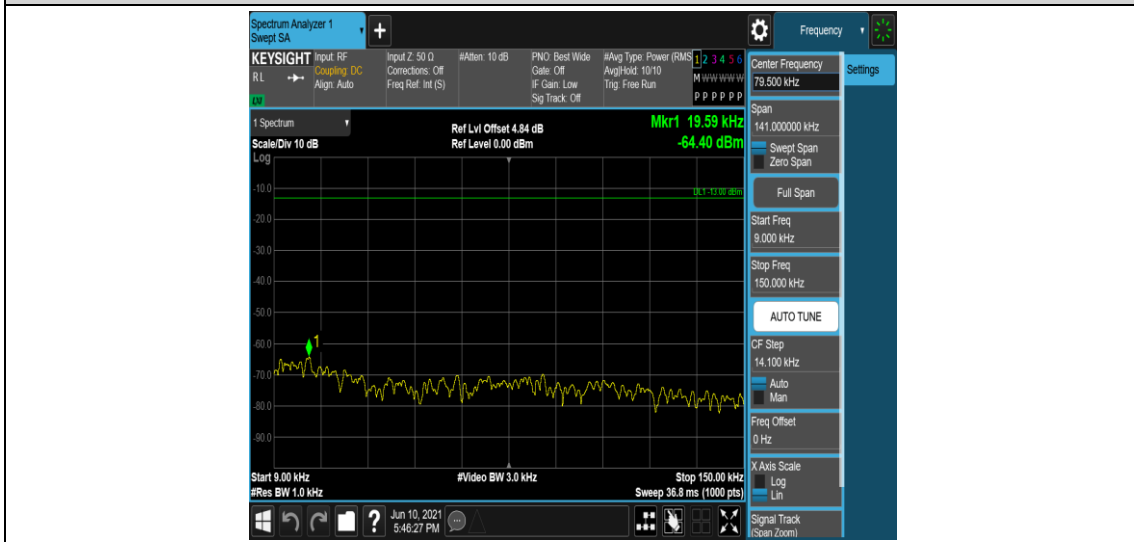 Spectrum Analyzer 1
Swept SA
+
Frequency
KEYSIGHT
R L
LXI
Input: RF
Coupling: DC
Align: Auto
Input Z: 50 Ω
Corrections: Off
Freq Ref: Int (S)
#Atten: 10 dB
PNO: Best Wide
Gate: Off
IF Gain: Low
Sig Track: Off
#Avg Type: Power (RMS
Avg|Hold: 10/10
Trig: Free Run
1 2 3 4 5 6
M W W W W W
P P P P P P
Center Frequency
79.500 kHz
Settings
Span
141.000000 kHz
Swept Span
Zero Span
Full Span
Start Freq
9.000 kHz
Stop Freq
150.000 kHz
AUTO TUNE
CF Step
14.100 kHz
Auto
Man
Freq Offset
0 Hz
X Axis Scale
Log
Lin
Signal Track
(Span Zoom)
1 Spectrum
Scale/Div 10 dB
Log
Ref Lvl Offset 4.84 dB
Ref Level 0.00 dBm
Mkr1 19.59 kHz
-64.40 dBm
DL1 -13.00 dBm
-10.0
-20.0
-30.0
-40.0
-50.0
-60.0
-70.0
-80.0
-90.0
1
Start 9.00 kHz
#Res BW 1.0 kHz
#Video BW 3.0 kHz
Stop 150.00 kHz
Sweep 36.8 ms (1000 pts)
?
Jun 10, 2021
5:46:27 PM